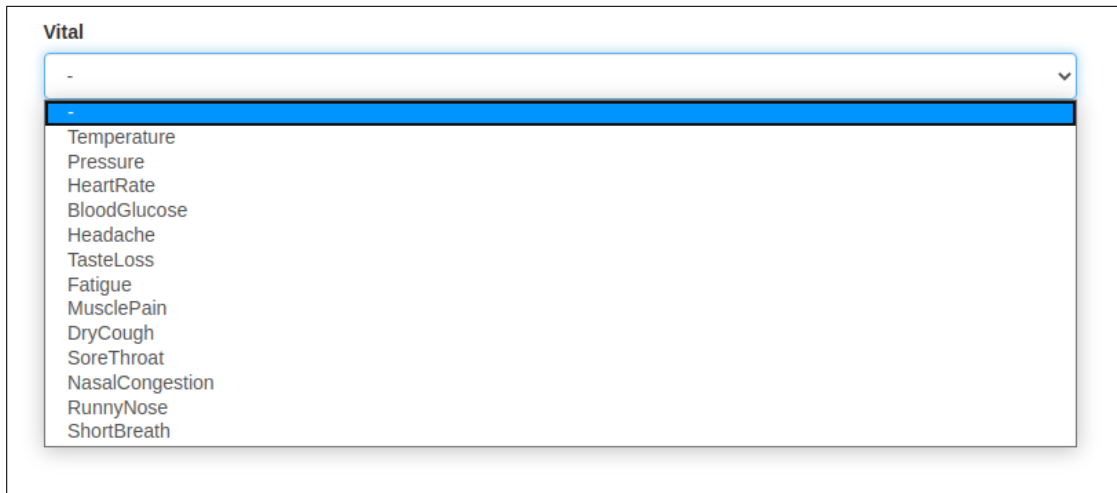 Vital
-
-
Temperature
Pressure
HeartRate
BloodGlucose
Headache
TasteLoss
Fatigue
MusclePain
DryCough
SoreThroat
NasalCongestion
RunnyNose
ShortBreath